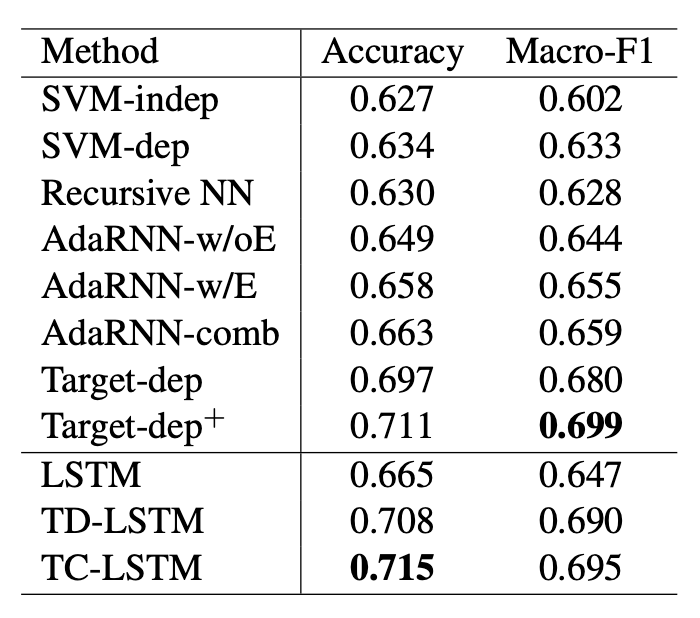 Method Accuracy Macro-F1
SVM-indep 0.627 0.602
SVM-dep 0.634 0.633
Recursive NN 0.630 0.628
AdaRNN-w/oE 0.649 0.644
AdaRNN-w/E 0.658 0.655
AdaRNN-comb 0.663 0.659
Target-dep 0.697 0.680
Target-dep⁺ 0.711 0.699
LSTM 0.665 0.647
TD-LSTM 0.708 0.690
TC-LSTM 0.715 0.695